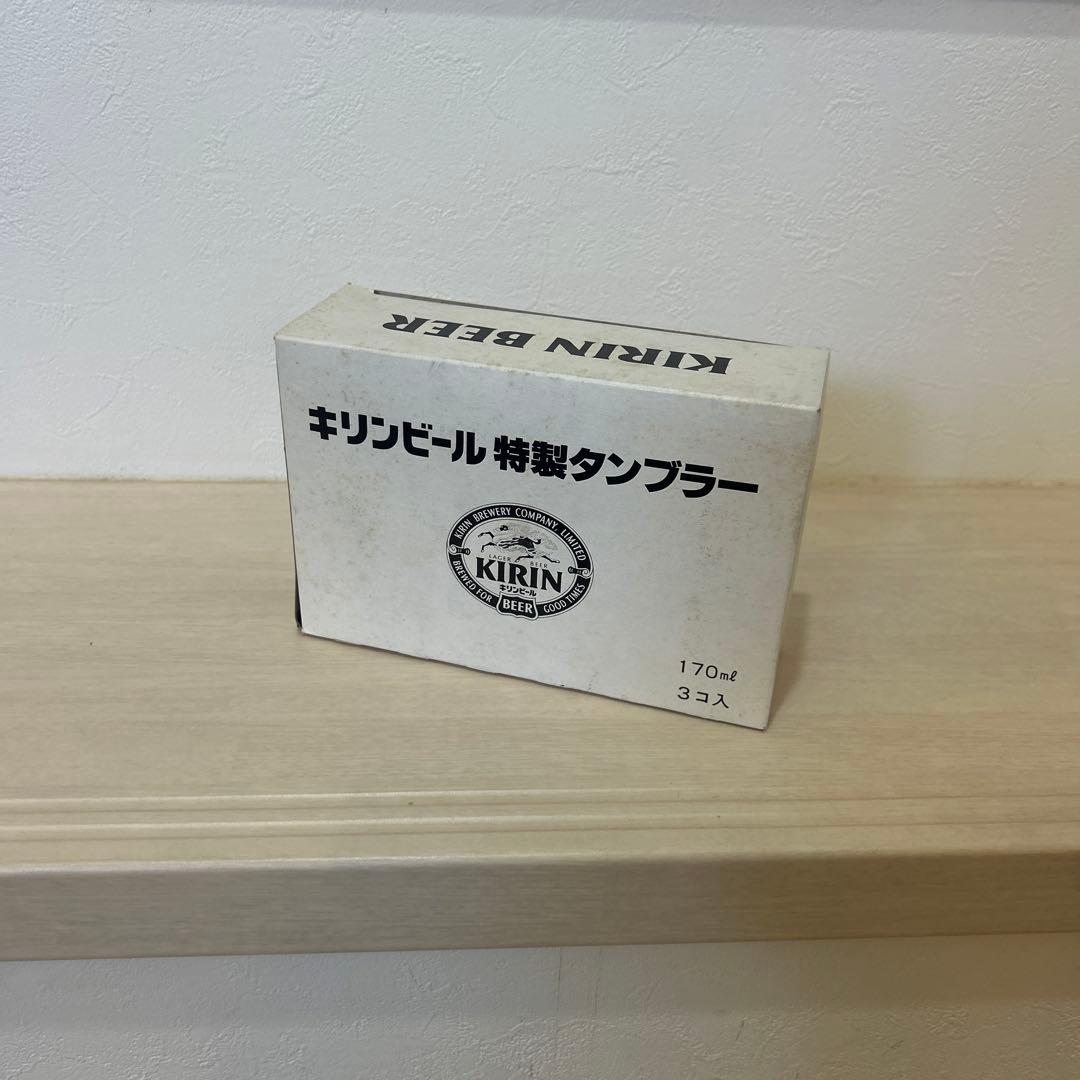 KIRIN BEER
キリンビール 特製タンブラー
KIRIN BREWERY COMPANY, LIMITED
LAGER BEER
KIRIN
キリンビール
BREWED FOR GOOD TIMES
BEER
170mℓ
3コ入